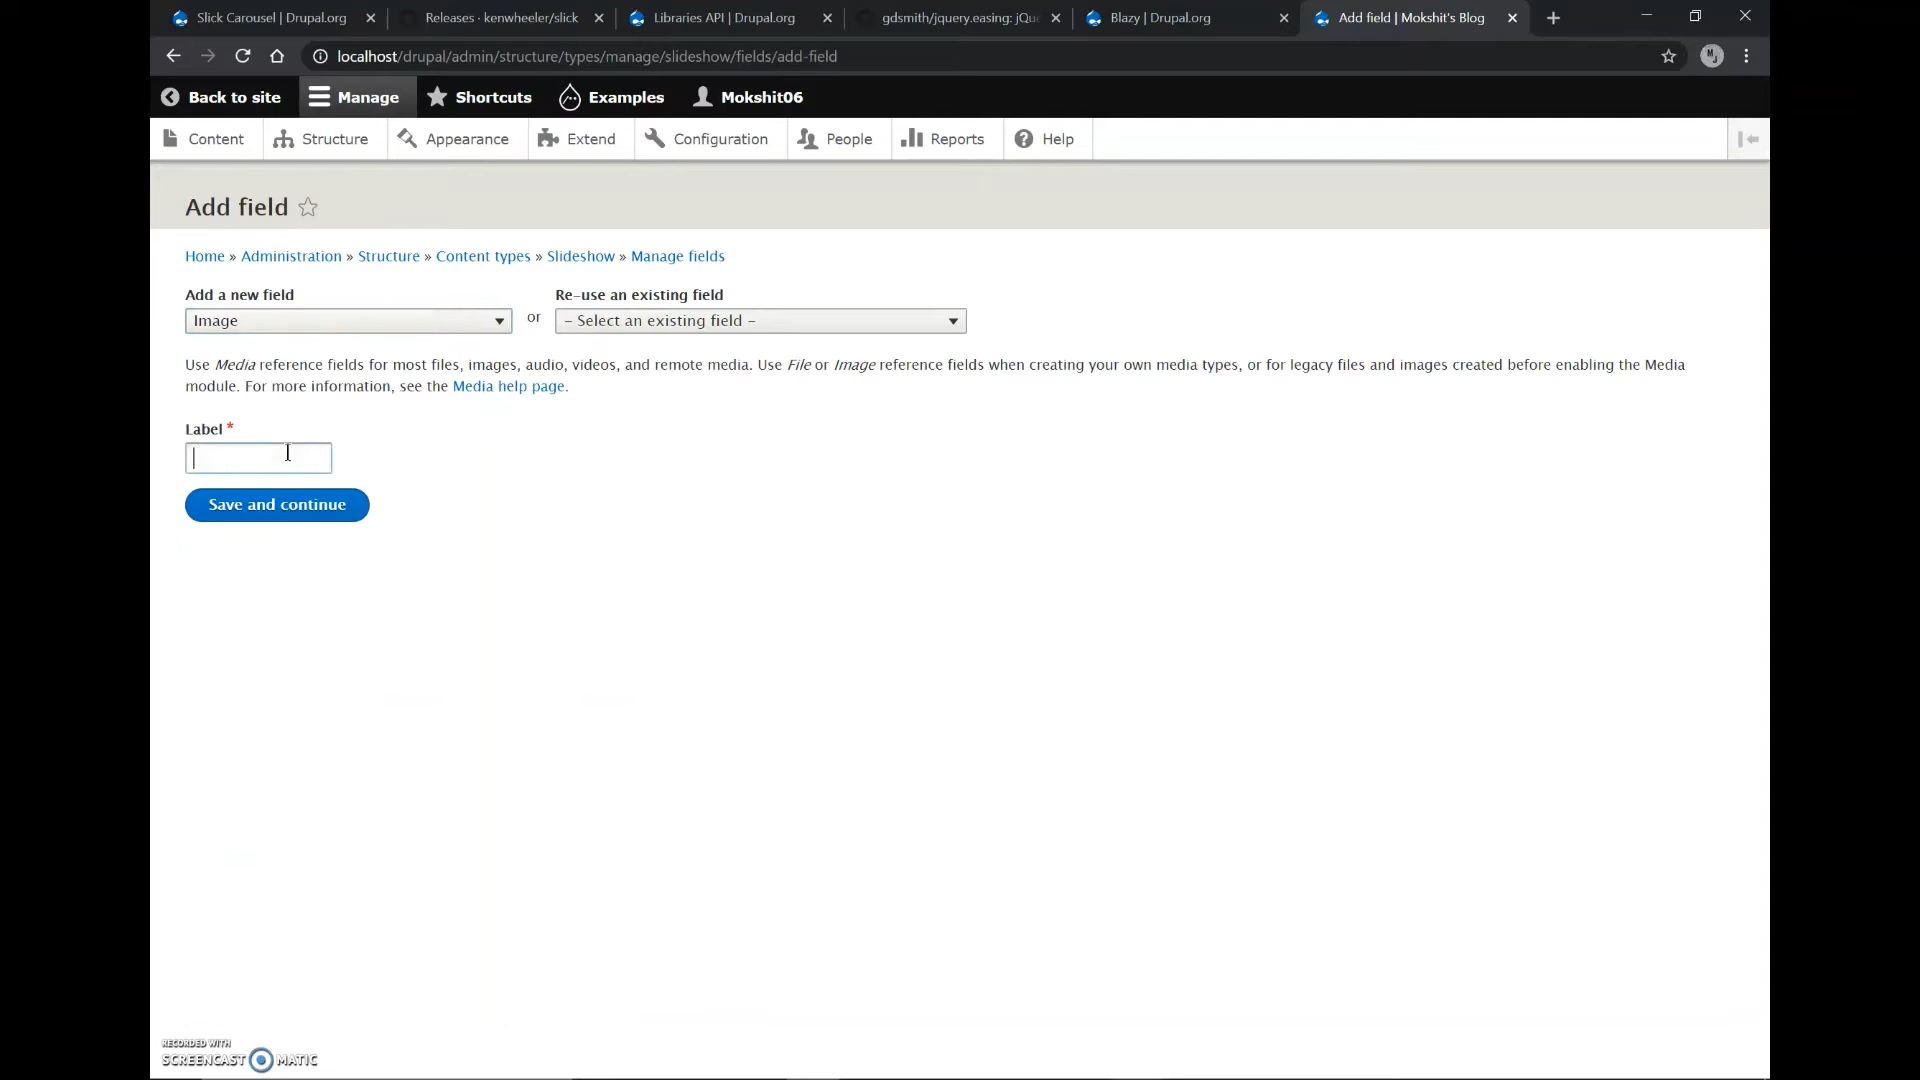 Slick Carousel | Drupal.org
Releases · kenwheeler/slick
Libraries API | Drupal.org
gdsmith/jquery.easing: jQu
Blazy | Drupal.org
Add field | Mokshit's Blog
localhost/drupal/admin/structure/types/manage/slideshow/fields/add-field
MJ
Back to site
Manage
Shortcuts
Examples
Mokshit06
Content
Structure
Appearance
Extend
Configuration
People
Reports
Help
Add field
Home » Administration » Structure » Content types » Slideshow » Manage fields
Add a new field
Re-use an existing field
Image
or
– Select an existing field –
Use Media reference fields for most files, images, audio, videos, and remote media. Use File or Image reference fields when creating your own media types, or for legacy files and images created before enabling the Media
module. For more information, see the Media help page.
Label *
Save and continue
RECORDED WITH
SCREENCAST MATIC